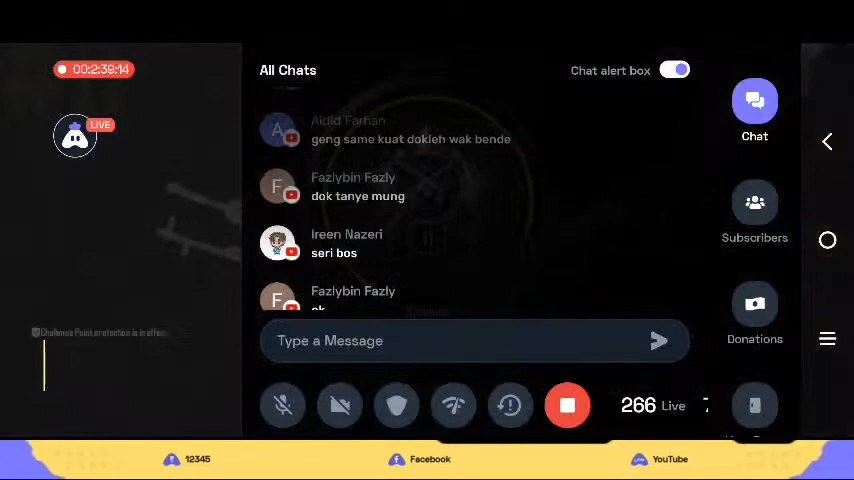 00:2:39:14
All Chats
Chat alert box
LIVE
A
Aidid Farhan
geng same kuat dokleh wak bende
Chat
F
Fazlybin Fazly
dok tanye mung
Ireen Nazeri
seri bos
Subscribers
F
Fazlybin Fazly
ok
Type a Message
Donations
266 Live
12345
Facebook
YouTube